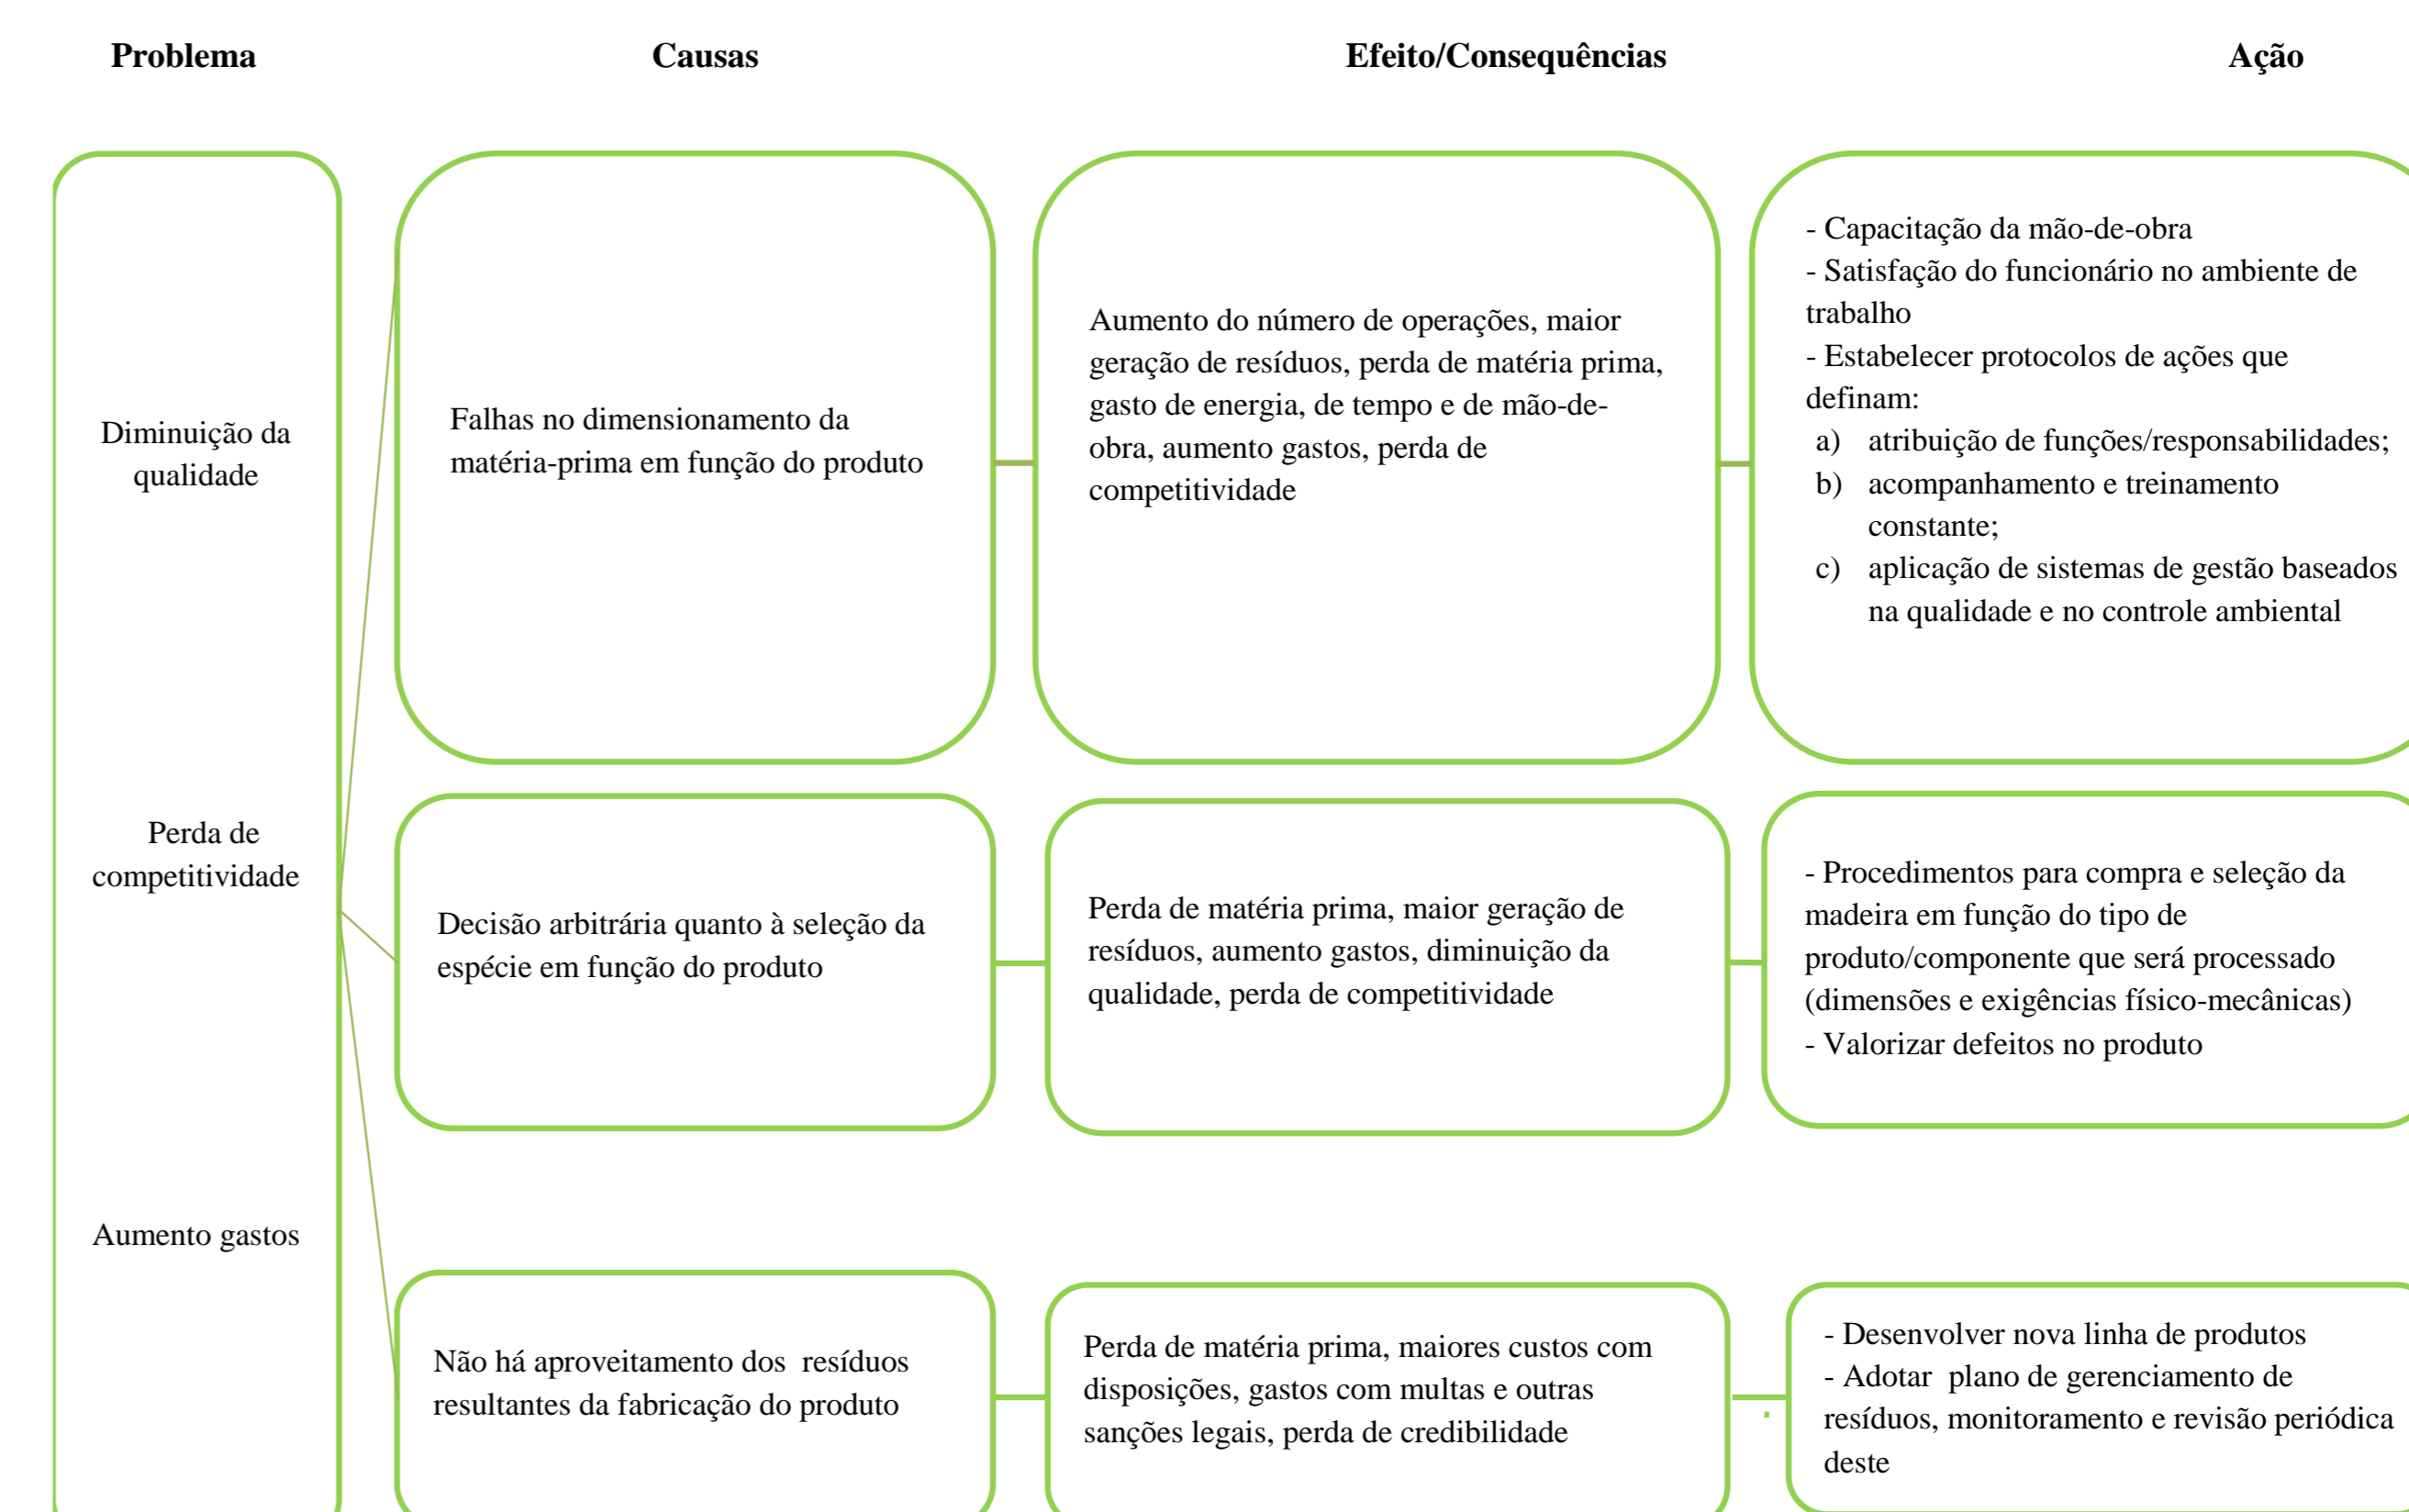 Problema
Causas
Efeito/Consequências
Ação
Diminuição da
qualidade
Perda de
competitividade
Aumento gastos
Falhas no dimensionamento da
matéria-prima em função do produto
Aumento do número de operações, maior
geração de resíduos, perda de matéria prima,
gasto de energia, de tempo e de mão-de-
obra, aumento gastos, perda de
competitividade
- Capacitação da mão-de-obra
- Satisfação do funcionário no ambiente de
trabalho
- Estabelecer protocolos de ações que
definam:
a) atribuição de funções/responsabilidades;
b) acompanhamento e treinamento
constante;
c) aplicação de sistemas de gestão baseados
na qualidade e no controle ambiental
Decisão arbitrária quanto à seleção da
espécie em função do produto
Perda de matéria prima, maior geração de
resíduos, aumento gastos, diminuição da
qualidade, perda de competitividade
- Procedimentos para compra e seleção da
madeira em função do tipo de
produto/componente que será processado
(dimensões e exigências físico-mecânicas)
- Valorizar defeitos no produto
Não há aproveitamento dos  resíduos
resultantes da fabricação do produto
Perda de matéria prima, maiores custos com
disposições, gastos com multas e outras
sanções legais, perda de credibilidade
- Desenvolver nova linha de produtos
- Adotar  plano de gerenciamento de
resíduos, monitoramento e revisão periódica
deste